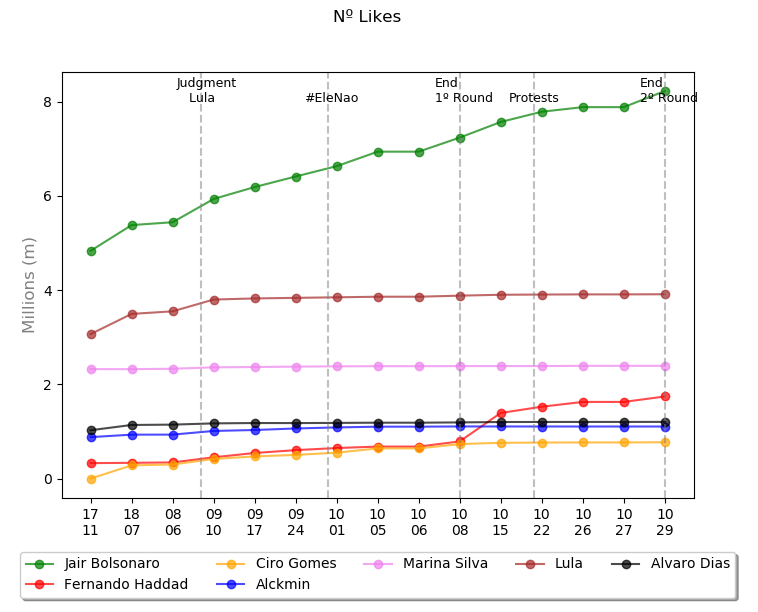 Nº Likes
Judgment
Lula
#EleNao
End
1º Round
Protests
End
2º Round
Millions (m)
8
6
4
2
0
17 18 08 09 09 09 10 10 10 10 10 10 10 10 10
11 07 06 10 17 24 01 05 06 08 15 22 26 27 29
Jair Bolsonaro Ciro Gomes Marina Silva Lula Alvaro Dias
Fernando Haddad Alckmin